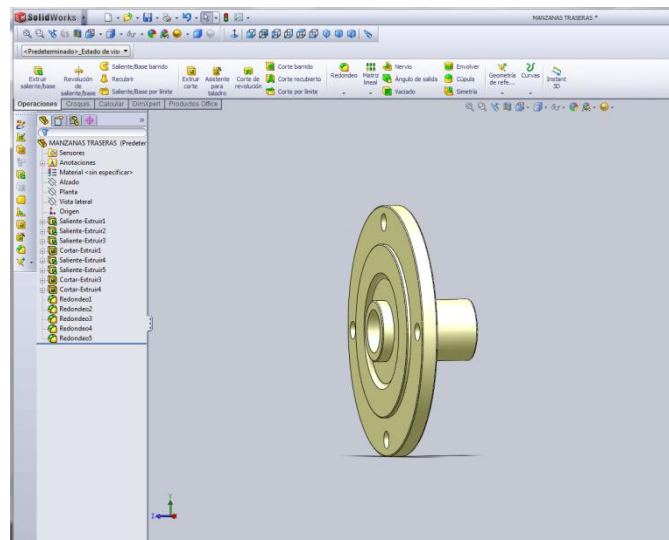 SolidWorks
MANZANAS TRASERAS *
<Predeterminado>_Estado de vis
Extruir saliente/base
Revolución de saliente/base
Saliente/Base barrido
Recubrir
Saliente/Base por límite
Extruir corte
Asistente para taladro
Corte de revolución
Corte barrido
Corte recubierto
Corte por límite
Redondeo
Matriz lineal
Nervio
Ángulo de salida
Vaciado
Envolver
Cúpula
Simetría
Geometría de refe...
Curvas
Instant 3D
Operaciones
Croquis
Calcular
DimXpert
Productos Office
MANZANAS TRASERAS (Predeter
Sensores
Anotaciones
Material <sin especificar>
Alzado
Planta
Vista lateral
Origen
Saliente-Extruir1
Saliente-Extruir2
Saliente-Extruir3
Cortar-Extruir1
Saliente-Extruir4
Saliente-Extruir5
Cortar-Extruir3
Cortar-Extruir4
Redondeo1
Redondeo2
Redondeo3
Redondeo4
Redondeo5
Y
Z